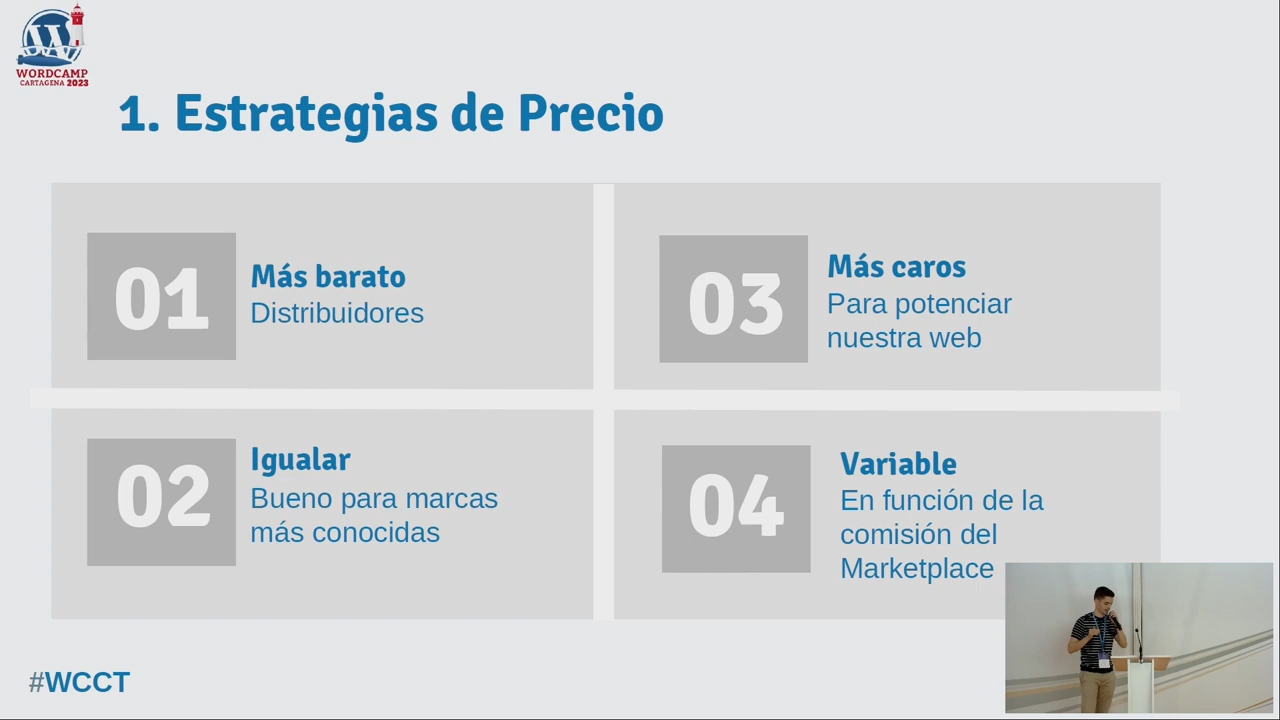 WORDCAMP
CARTAGENA 2023
1. Estrategias de Precio
01
Más barato
Distribuidores
02
Igualar
Bueno para marcas
más conocidas
03
Más caros
Para potenciar
nuestra web
04
Variable
En función de la
comisión del
Marketplace
#WCCT